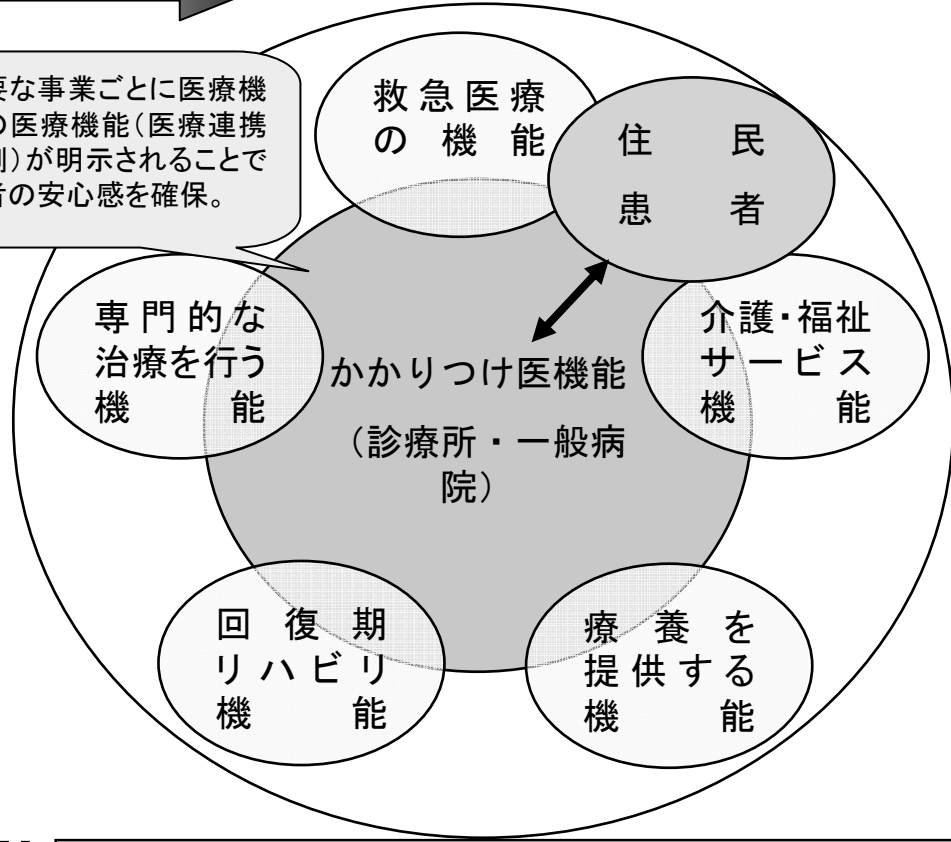 要な事業ごとに医療機
の医療機能(医療連携
)が明示されることで
の安心感を確保。
救急医療
の機能
住民
患者
専門的な
治療を行う
機能
かかりつけ医機能
(診療所・一般病
院)
介護・福祉
サービス
機能
回復期
リハビリ
機能
療養を
提供する
機能